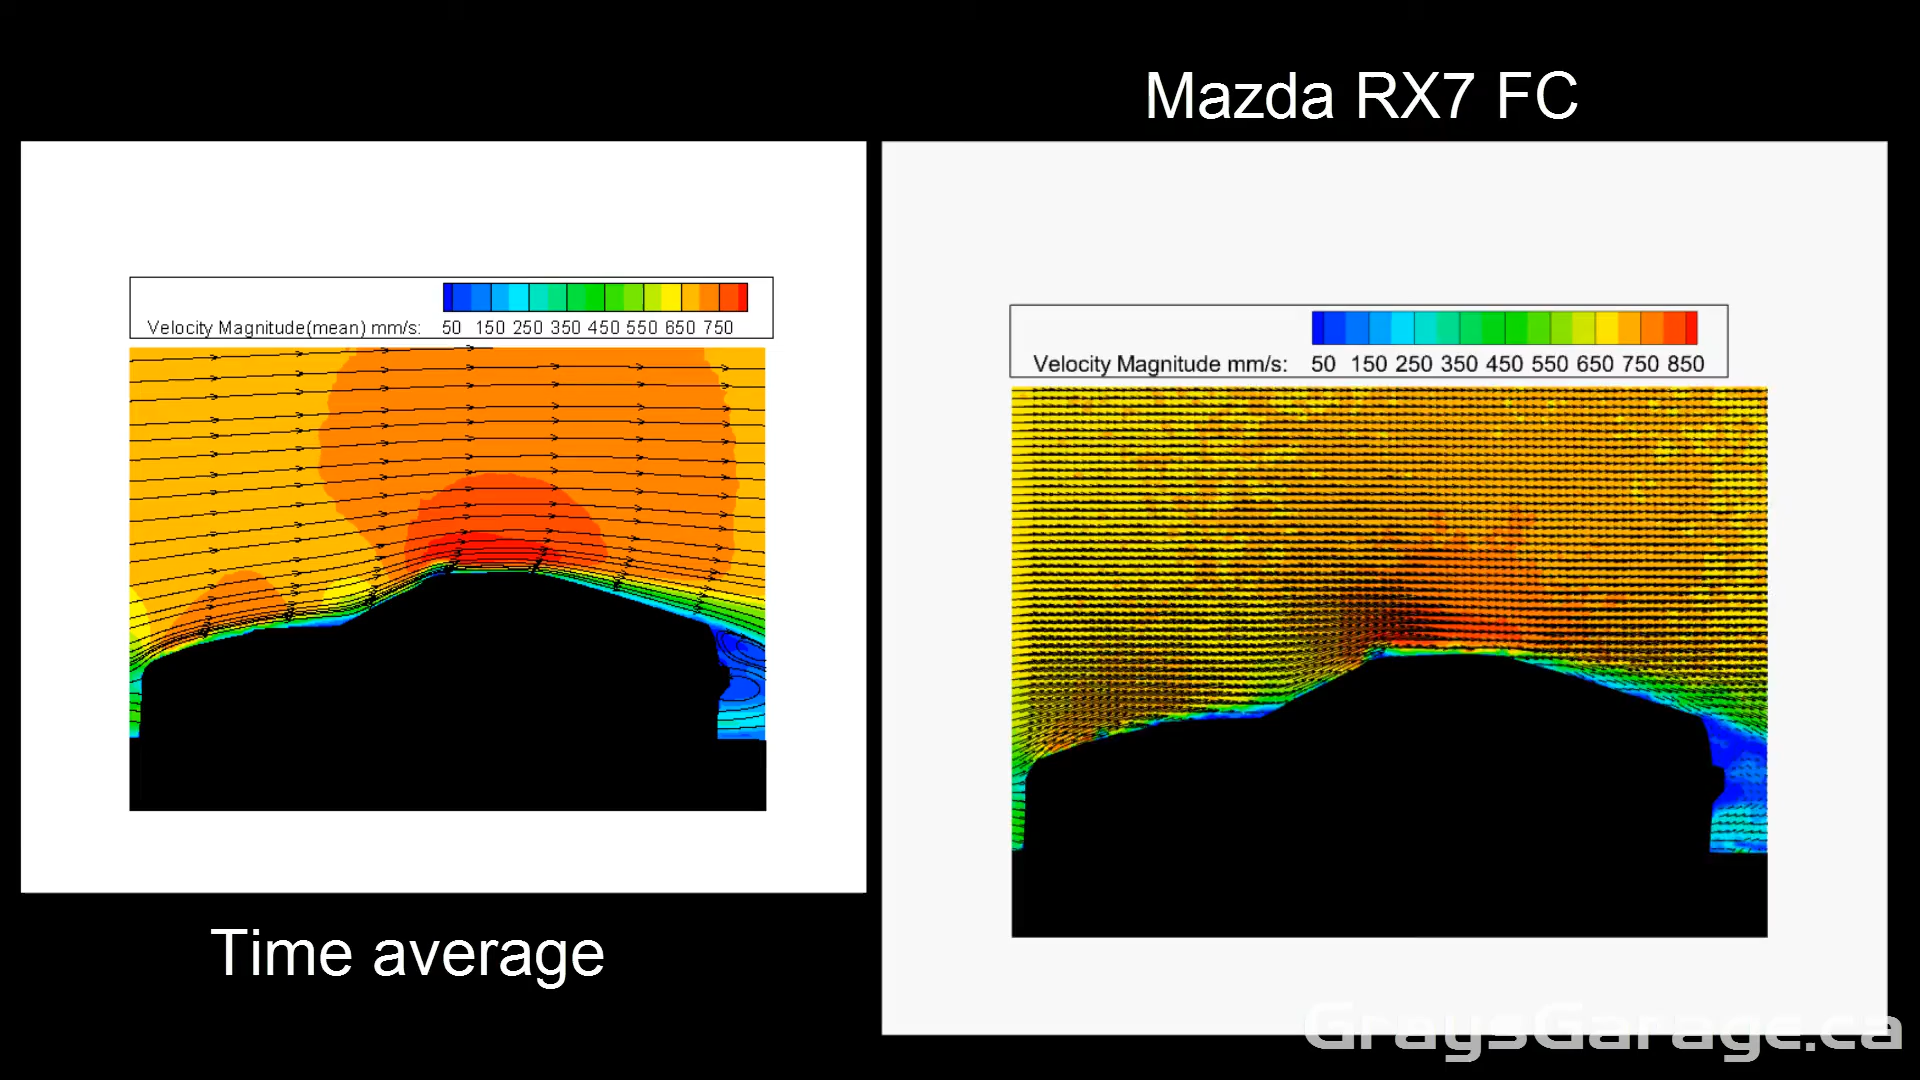 Mazda RX7 FC
Velocity Magnitude(mean) mm/s: 50 150 250 350 450 550 650 750
Velocity Magnitude mm/s: 50 150 250 350 450 550 650 750 850
Time average
GraysGarage.ca